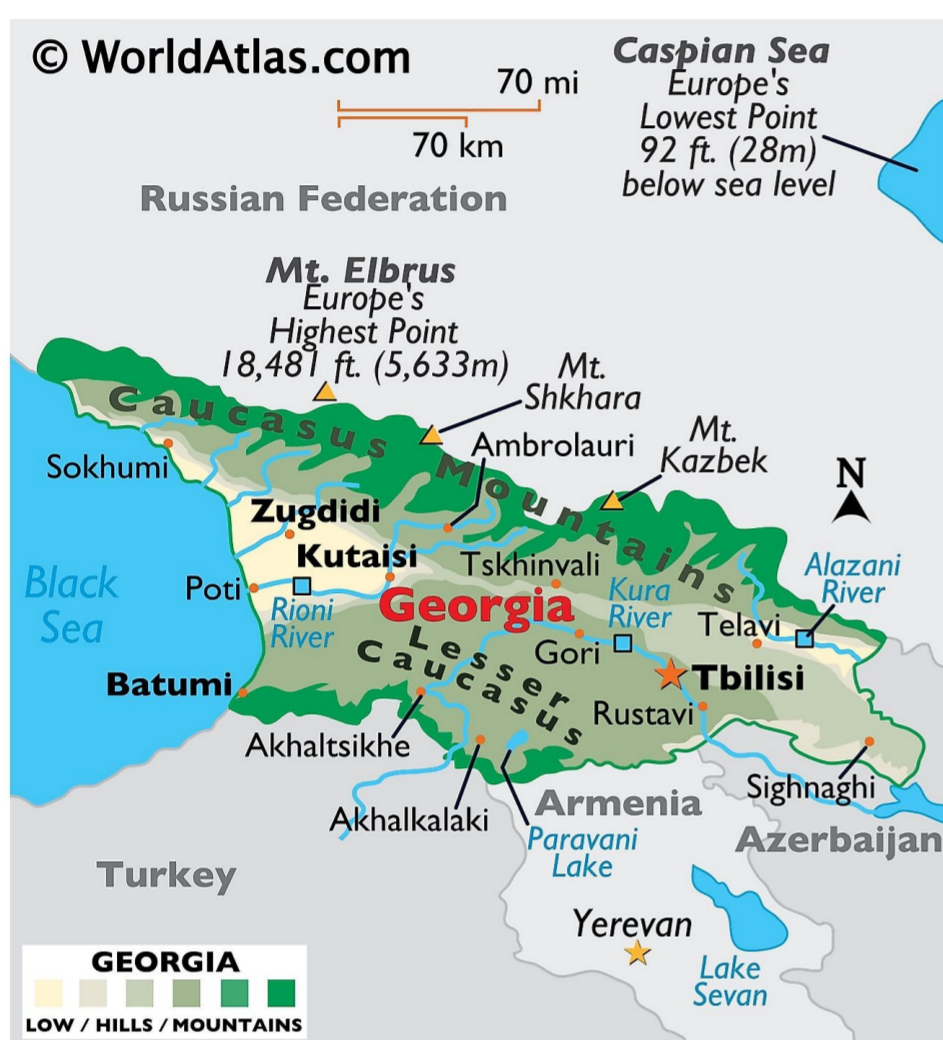 © WorldAtlas.com
70 mi
70 km
Caspian Sea
Europe's
Lowest Point
92 ft. (28m)
below sea level
Russian Federation
Mt. Elbrus
Europe's
Highest Point
18,481 ft. (5,633m)
Mt.
Shkhara
Caucasus Mountains
Ambrolauri
Mt.
Kazbek
N
Sokhumi
Zugdidi
Kutaisi
Tskhinvali
Alazani
River
Black
Sea
Poti
Rioni
River
Georgia
Kura
River
Telavi
Lesser
Caucasus
Gori
Batumi
Tbilisi
Rustavi
Akhaltsikhe
Sighnaghi
Akhalkalaki
Armenia
Azerbaijan
Paravani
Lake
Turkey
Yerevan
Lake
Sevan
GEORGIA
LOW / HILLS / MOUNTAINS